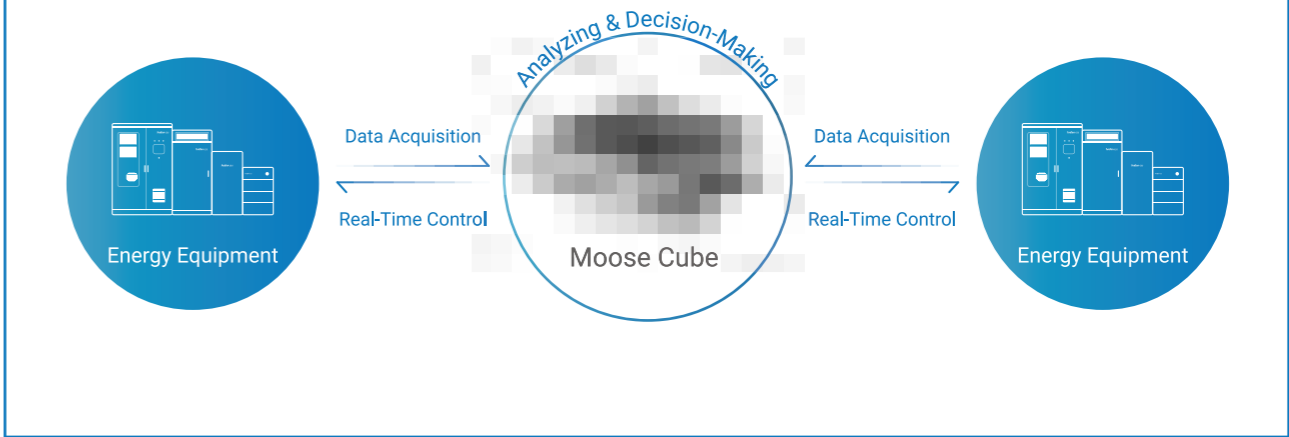 Analyzing & Decision-Making
Data Acquisition
Data Acquisition
Real-Time Control
Real-Time Control
Energy Equipment
Moose Cube
Energy Equipment